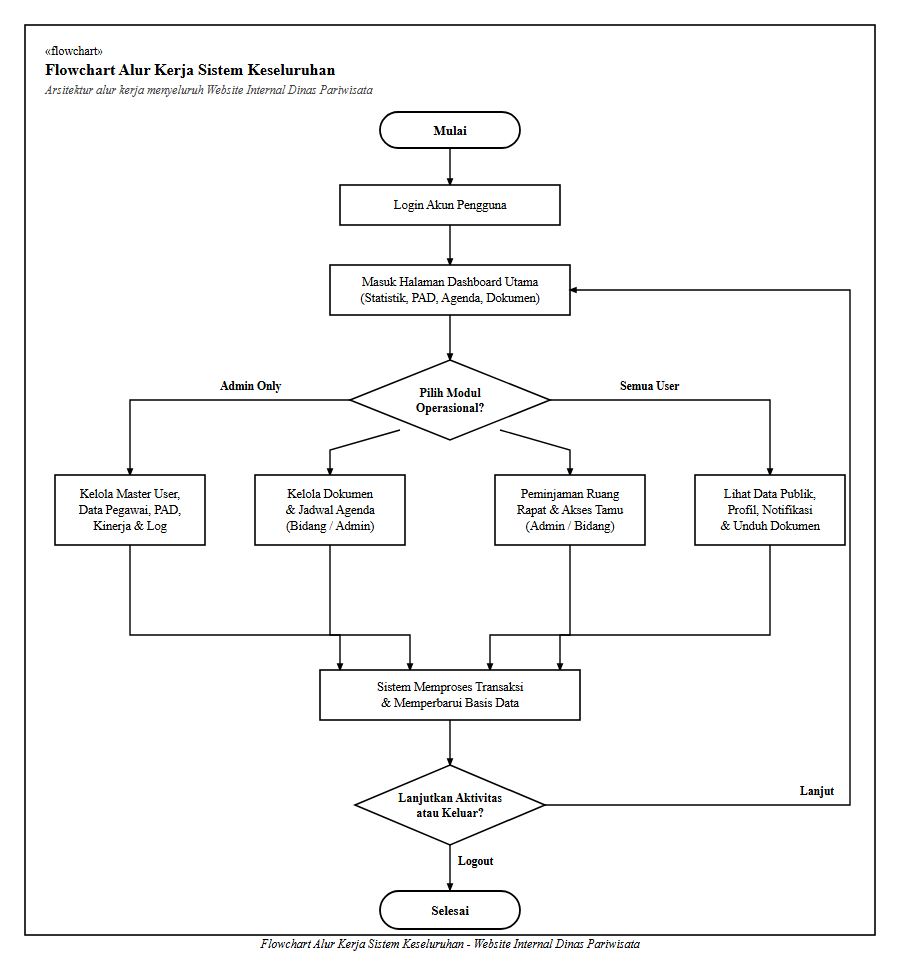 «flowchart»
Flowchart Alur Kerja Sistem Keseluruhan
Arsitektur alur kerja menyeluruh Website Internal Dinas Pariwisata
Mulai
Login Akun Pengguna
Masuk Halaman Dashboard Utama
(Statistik, PAD, Agenda, Dokumen)
Pilih Modul
Operasional?
Admin Only
Semua User
Kelola Master User,
Data Pegawai, PAD,
Kinerja & Log
Kelola Dokumen
& Jadwal Agenda
(Bidang / Admin)
Peminjaman Ruang
Rapat & Akses Tamu
(Admin / Bidang)
Lihat Data Publik,
Profil, Notifikasi
& Unduh Dokumen
Sistem Memproses Transaksi
& Memperbarui Basis Data
Lanjutkan Aktivitas
atau Keluar?
Lanjut
Logout
Selesai
Flowchart Alur Kerja Sistem Keseluruhan - Website Internal Dinas Pariwisata